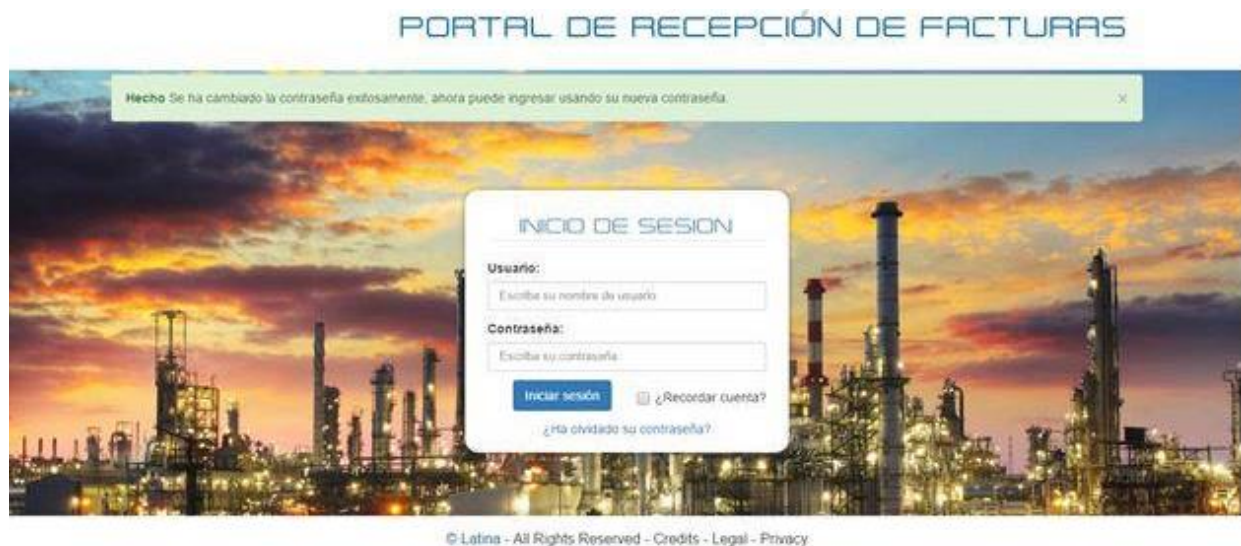 PORTAL DE RECEPCIÓN DE FACTURAS
Hecho Se ha cambiado la contraseña exitosamente, ahora puede ingresar usando su nueva contraseña. ×
INICIO DE SESION
Usuario:
Escriba su nombre de usuario
Contraseña:
Escriba su contraseña
Iniciar sesión ¿Recordar cuenta?
¿Ha olvidado su contraseña?
© Latina - All Rights Reserved - Credits - Legal - Privacy